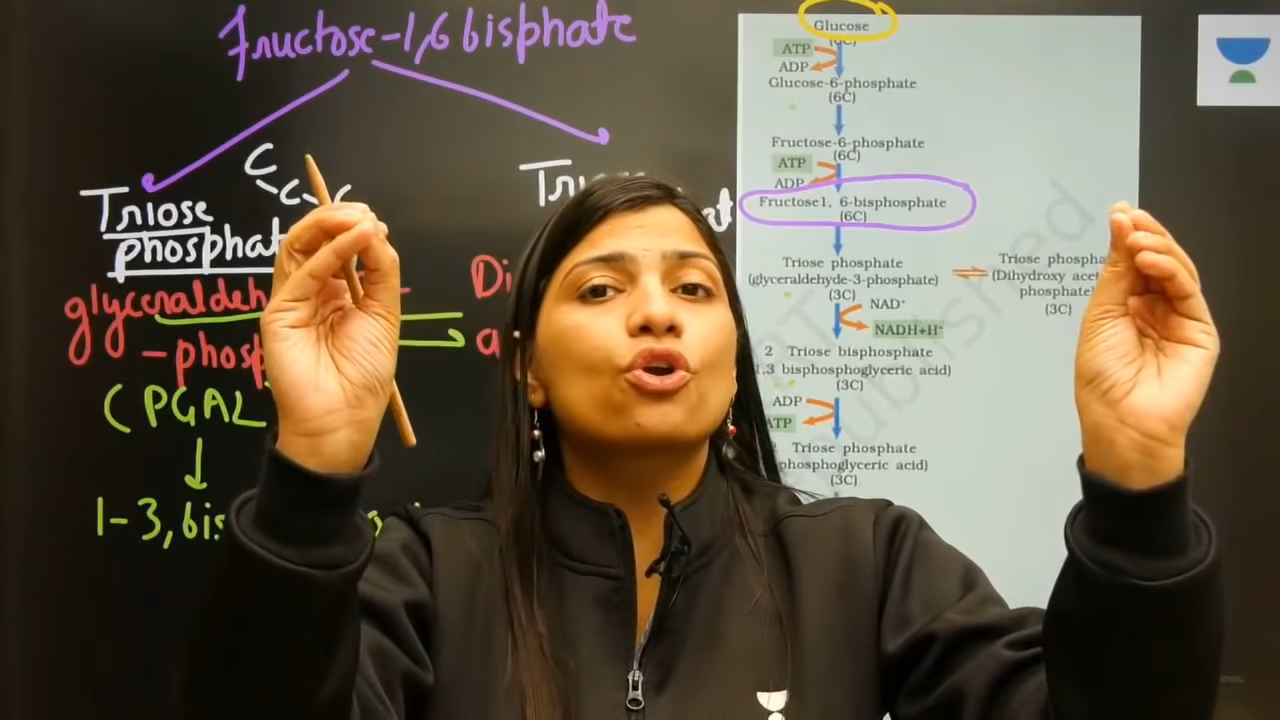 Fructose-1,6 bisphate
C
C
C
Triose
phosphat
glyceraldeh
- phosp
(PGAL
1-3, bis
Di
a
Glucose
(6C)
ATP
ADP
Glucose-6-phosphate
(6C)
Fructose-6-phosphate
(6C)
ATP
ADP
Fructose1, 6-bisphosphate
(6C)
Triose phosphate
(glyceraldehyde-3-phosphate)
(3C)
Triose phospha
(Dihydroxy acet
phosphate)
(3C)
NAD+
NADH+H+
2 Triose bisphosphate
1,3 bisphosphoglyceric acid)
(3C)
ADP
ATP
Triose phosphate
phosphoglyceric acid)
(3C)